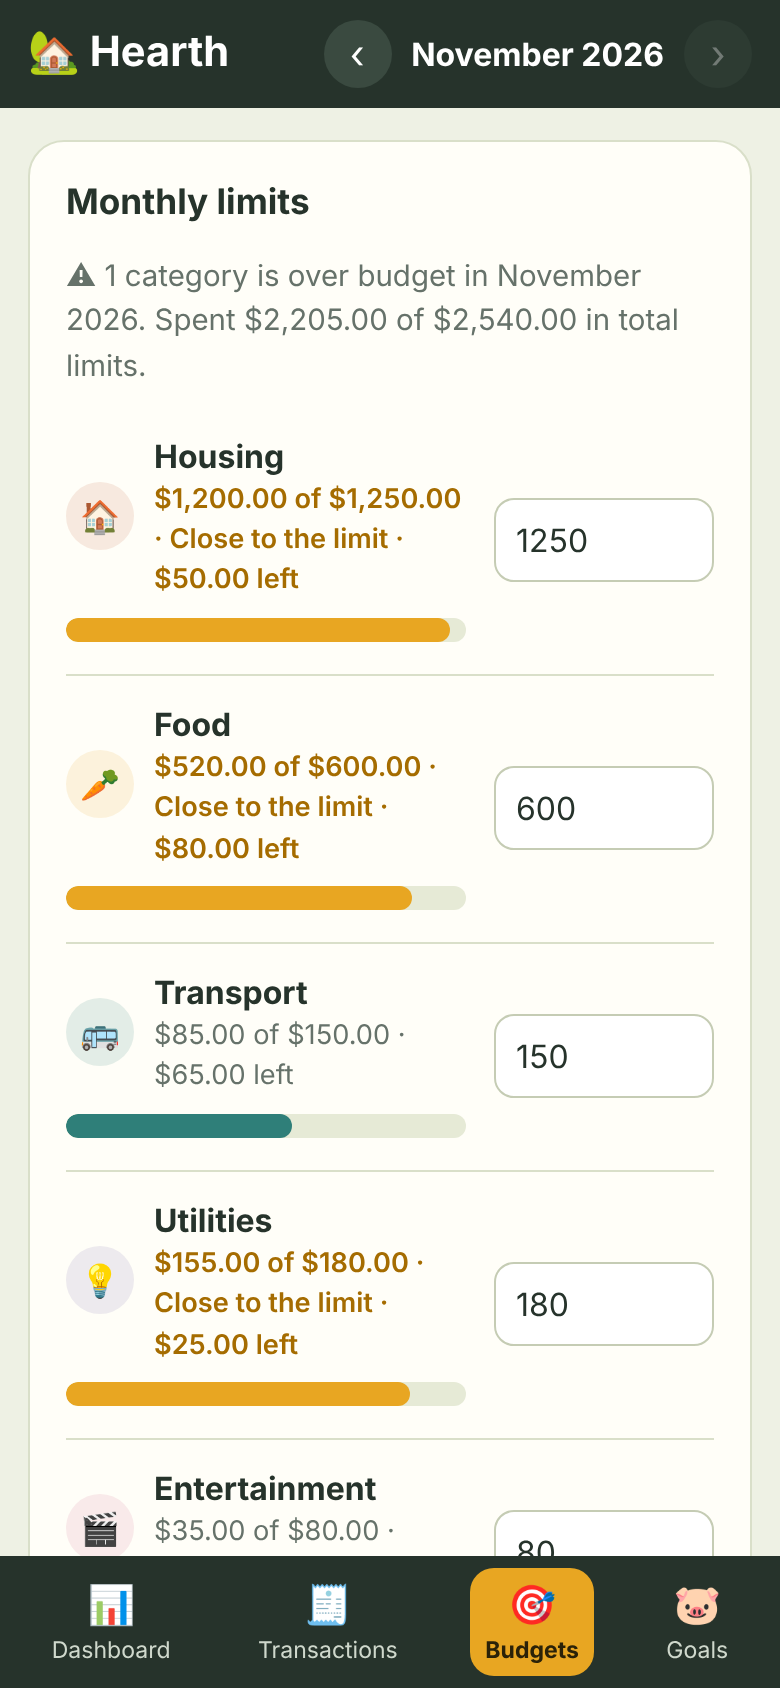 Hearth
‹ November 2026 ›
Monthly limits
⚠ 1 category is over budget in November
2026. Spent $2,205.00 of $2,540.00 in total
limits.
Housing
$1,200.00 of $1,250.00
· Close to the limit ·
$50.00 left
1250
Food
$520.00 of $600.00 ·
Close to the limit ·
$80.00 left
600
Transport
$85.00 of $150.00 ·
$65.00 left
150
Utilities
$155.00 of $180.00 ·
Close to the limit ·
$25.00 left
180
Entertainment
$35.00 of $80.00 ·
80
Dashboard
Transactions
Budgets
Goals